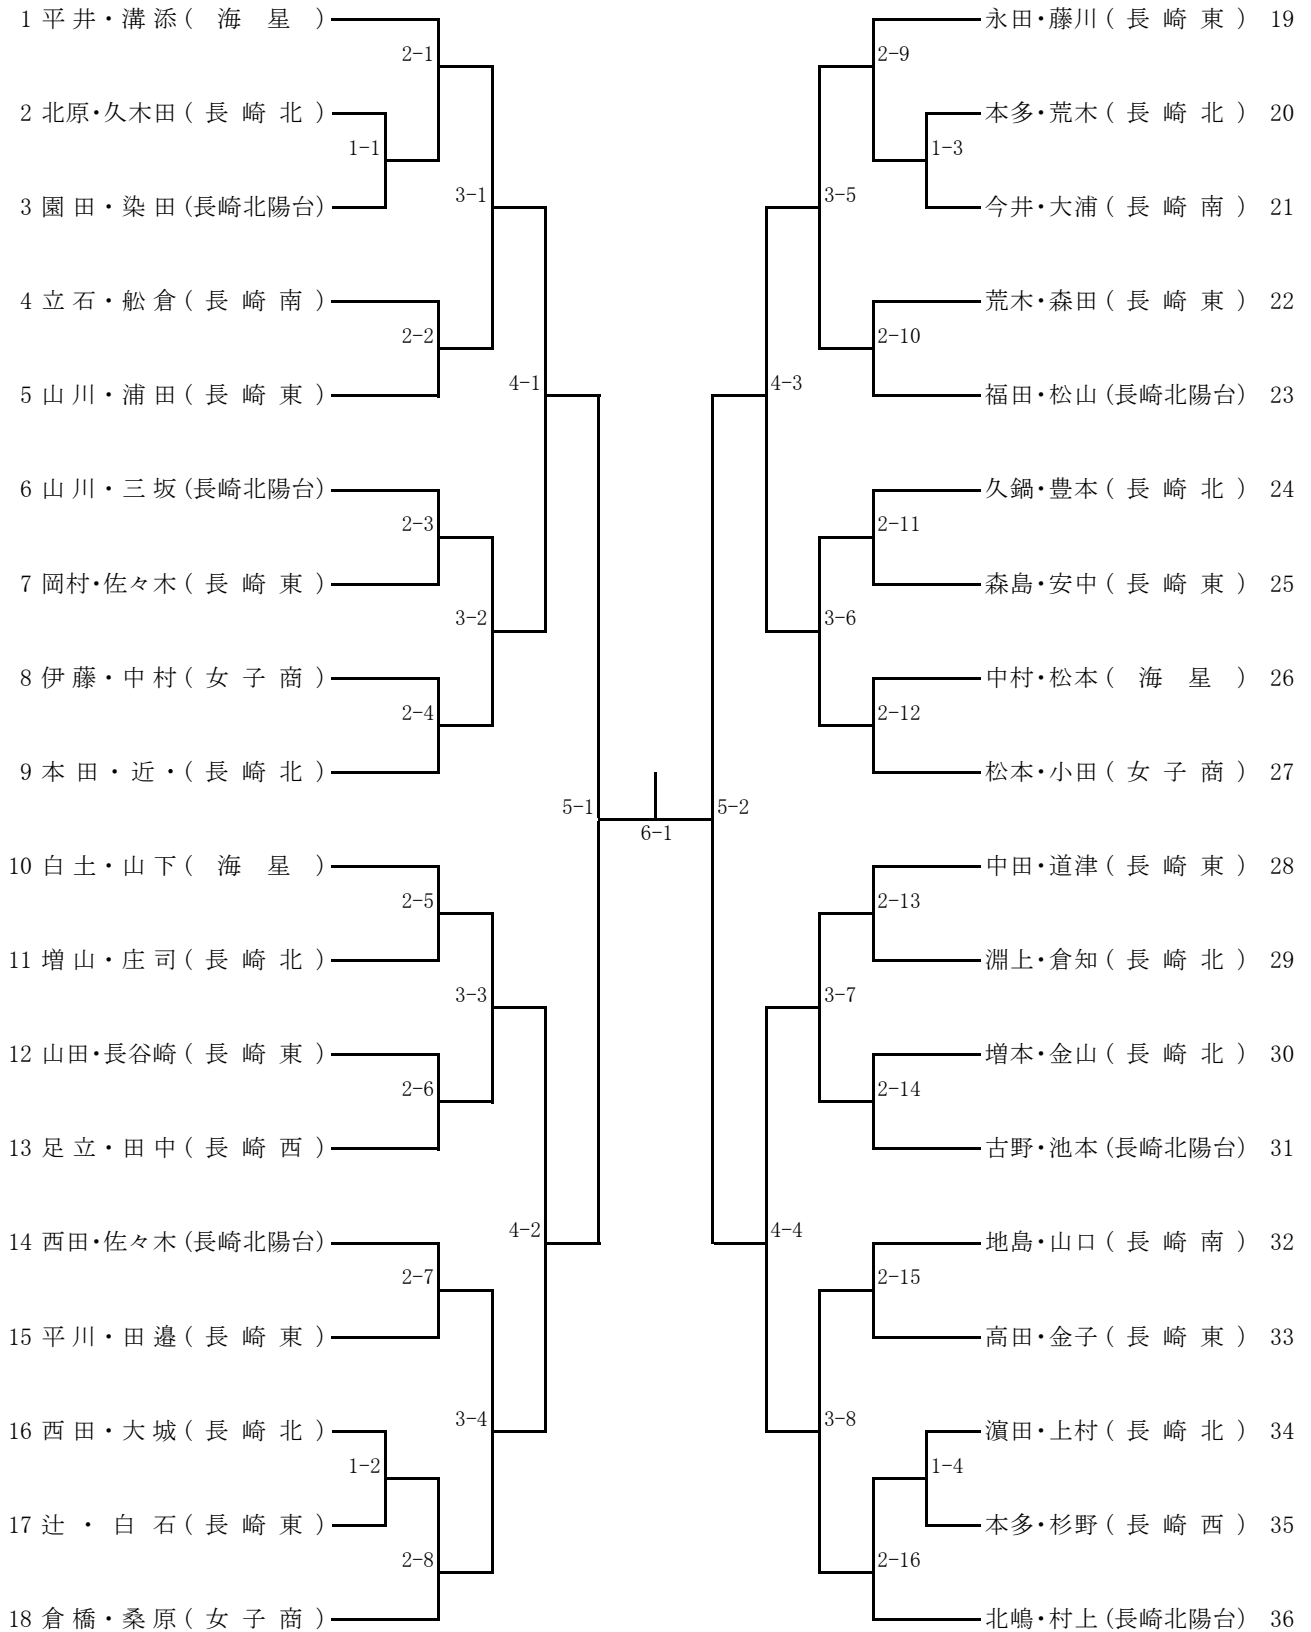 1 平井・溝添 (海星)
2-1
2 北原・久木田 (長崎北)
1-1
3 園田・染田 (長崎北陽台)
3-1
4 立石・舩倉 (長崎南)
2-2
5 山川・浦田 (長崎東)
4-1
6 山川・三坂 (長崎北陽台)
2-3
7 岡村・佐々木 (長崎東)
3-2
8 伊藤・中村 (女子商)
2-4
9 本田・近・ (長崎北)
5-1
10 白土・山下 (海星)
2-5
11 増山・庄司 (長崎北)
3-3
12 山田・長谷崎 (長崎東)
2-6
13 足立・田中 (長崎西)
4-2
14 西田・佐々木 (長崎北陽台)
2-7
15 平川・田邉 (長崎東)
3-4
16 西田・大城 (長崎北)
1-2
17 辻・白石 (長崎東)
2-8
18 倉橋・桑原 (女子商)
6-1
永田・藤川 (長崎東) 19
2-9
本多・荒木 (長崎北) 20
1-3
今井・大浦 (長崎南) 21
3-5
荒木・森田 (長崎東) 22
2-10
福田・松山 (長崎北陽台) 23
4-3
久鍋・豊本 (長崎北) 24
2-11
森島・安中 (長崎東) 25
3-6
中村・松本 (海星) 26
2-12
松本・小田 (女子商) 27
5-2
中田・道津 (長崎東) 28
2-13
淵上・倉知 (長崎北) 29
3-7
増本・金山 (長崎北) 30
2-14
古野・池本 (長崎北陽台) 31
4-4
地島・山口 (長崎南) 32
2-15
高田・金子 (長崎東) 33
3-8
濵田・上村 (長崎北) 34
1-4
本多・杉野 (長崎西) 35
2-16
北嶋・村上 (長崎北陽台) 36